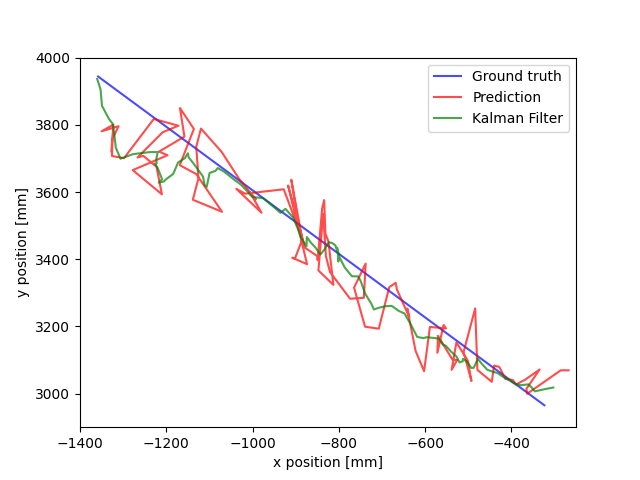 Ground truth
Prediction
Kalman Filter
y position [mm]
4000
3800
3600
3400
3200
3000
−1400 −1200 −1000 −800 −600 −400
x position [mm]